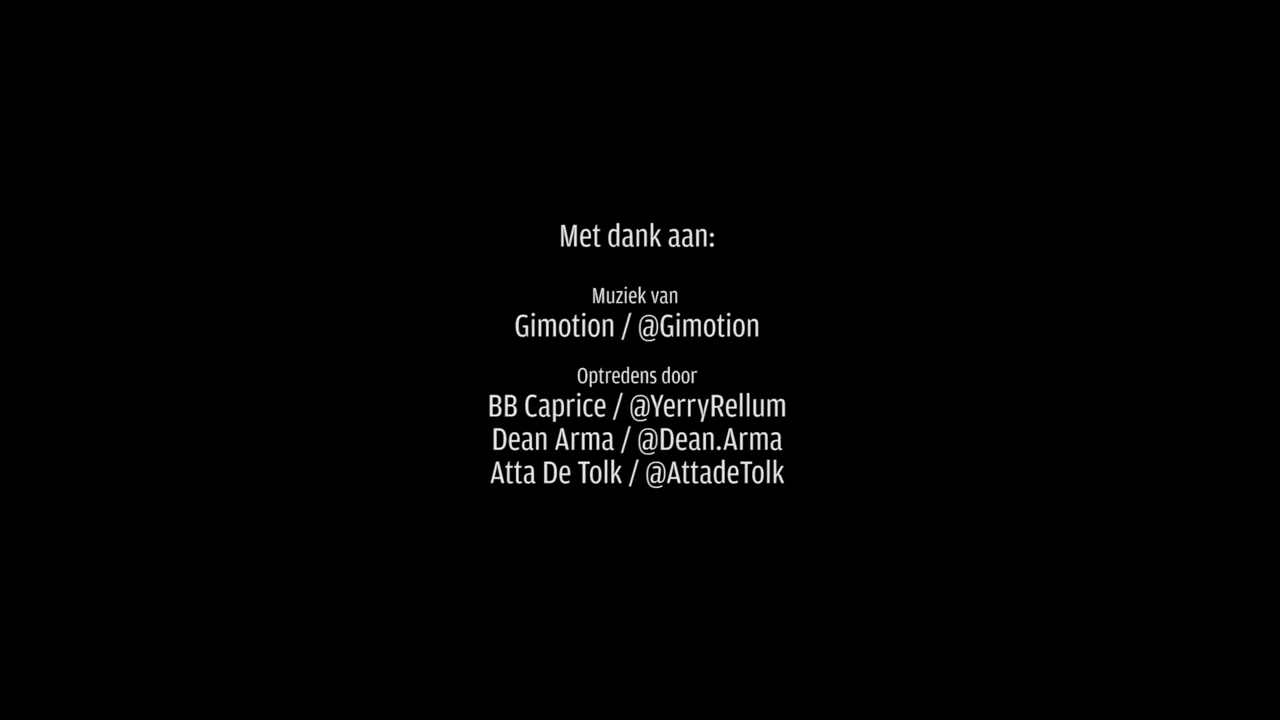 Met dank aan:
Muziek van
Gimotion / @Gimotion
Optredens door
BB Caprice / @YerryRellum
Dean Arma / @Dean.Arma
Atta De Tolk / @AttadeTolk